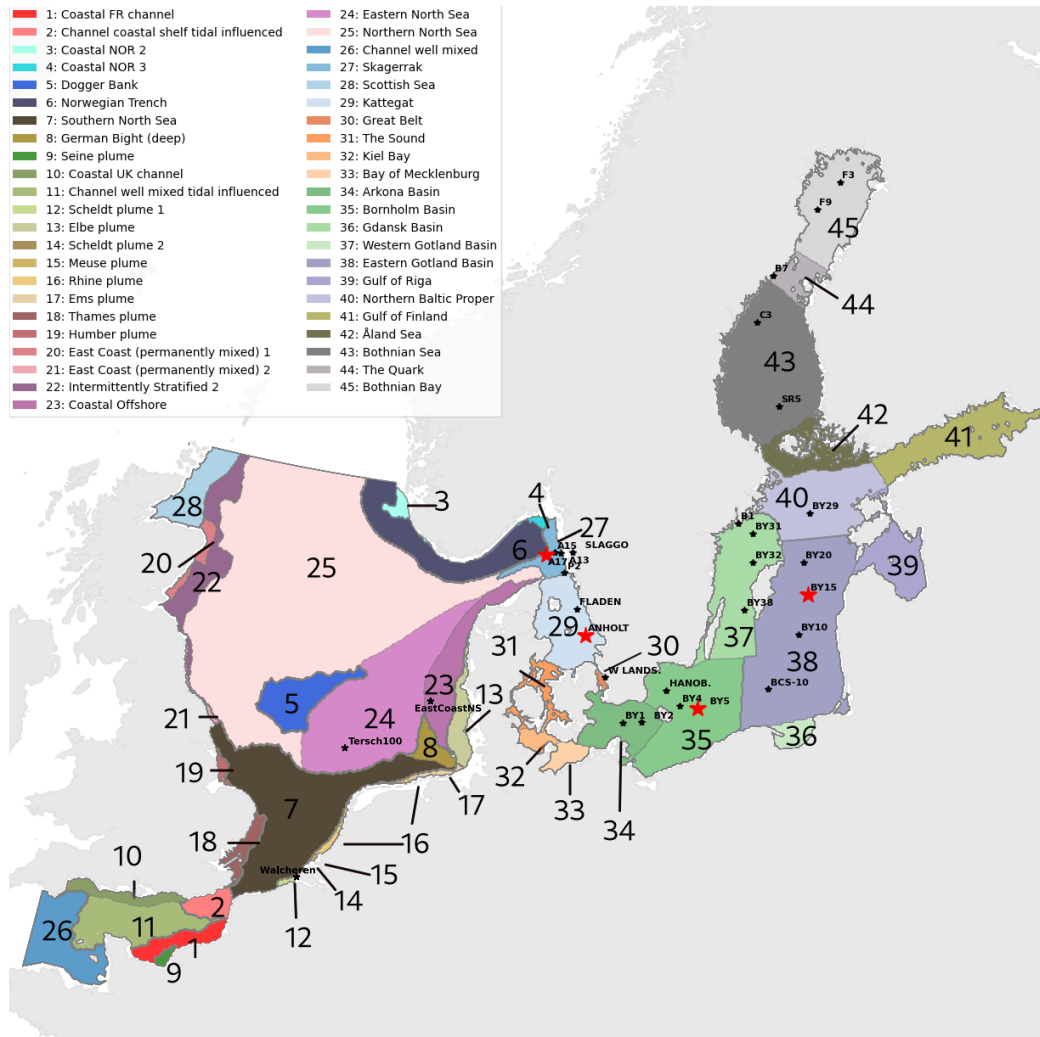 1: Coastal FR channel
2: Channel coastal shelf tidal influenced
3: Coastal NOR 2
4: Coastal NOR 3
5: Dogger Bank
6: Norwegian Trench
7: Southern North Sea
8: German Bight (deep)
9: Seine plume
10: Coastal UK channel
11: Channel well mixed tidal influenced
12: Scheldt plume 1
13: Elbe plume
14: Scheldt plume 2
15: Meuse plume
16: Rhine plume
17: Ems plume
18: Thames plume
19: Humber plume
20: East Coast (permanently mixed) 1
21: East Coast (permanently mixed) 2
22: Intermittently Stratified 2
23: Coastal Offshore
24: Eastern North Sea
25: Northern North Sea
26: Channel well mixed
27: Skagerrak
28: Scottish Sea
29: Kattegat
30: Great Belt
31: The Sound
32: Kiel Bay
33: Bay of Mecklenburg
34: Arkona Basin
35: Bornholm Basin
36: Gdansk Basin
37: Western Gotland Basin
38: Eastern Gotland Basin
39: Gulf of Riga
40: Northern Baltic Proper
41: Gulf of Finland
42: Åland Sea
43: Bothnian Sea
44: The Quark
45: Bothnian Bay
F3
F9
45
B7
44
C3
43
SR5
42
41
40
BY29
B1
BY31
BY32
BY20
39
BY15
BY38
BY10
37
38
BCS-10
36
28
3
4
27
6
A15
SLAGGO
A17
A13
P2
20
22
25
FLADEN
29
ANHOLT
31
30
W LANDS.
HANOB.
BY4
BY5
BY1
BY2
35
34
32
33
23
EastCoastNS
13
5
24
Tersch100
8
21
19
7
17
16
18
15
14
Walcheren
12
10
2
11
26
1
9